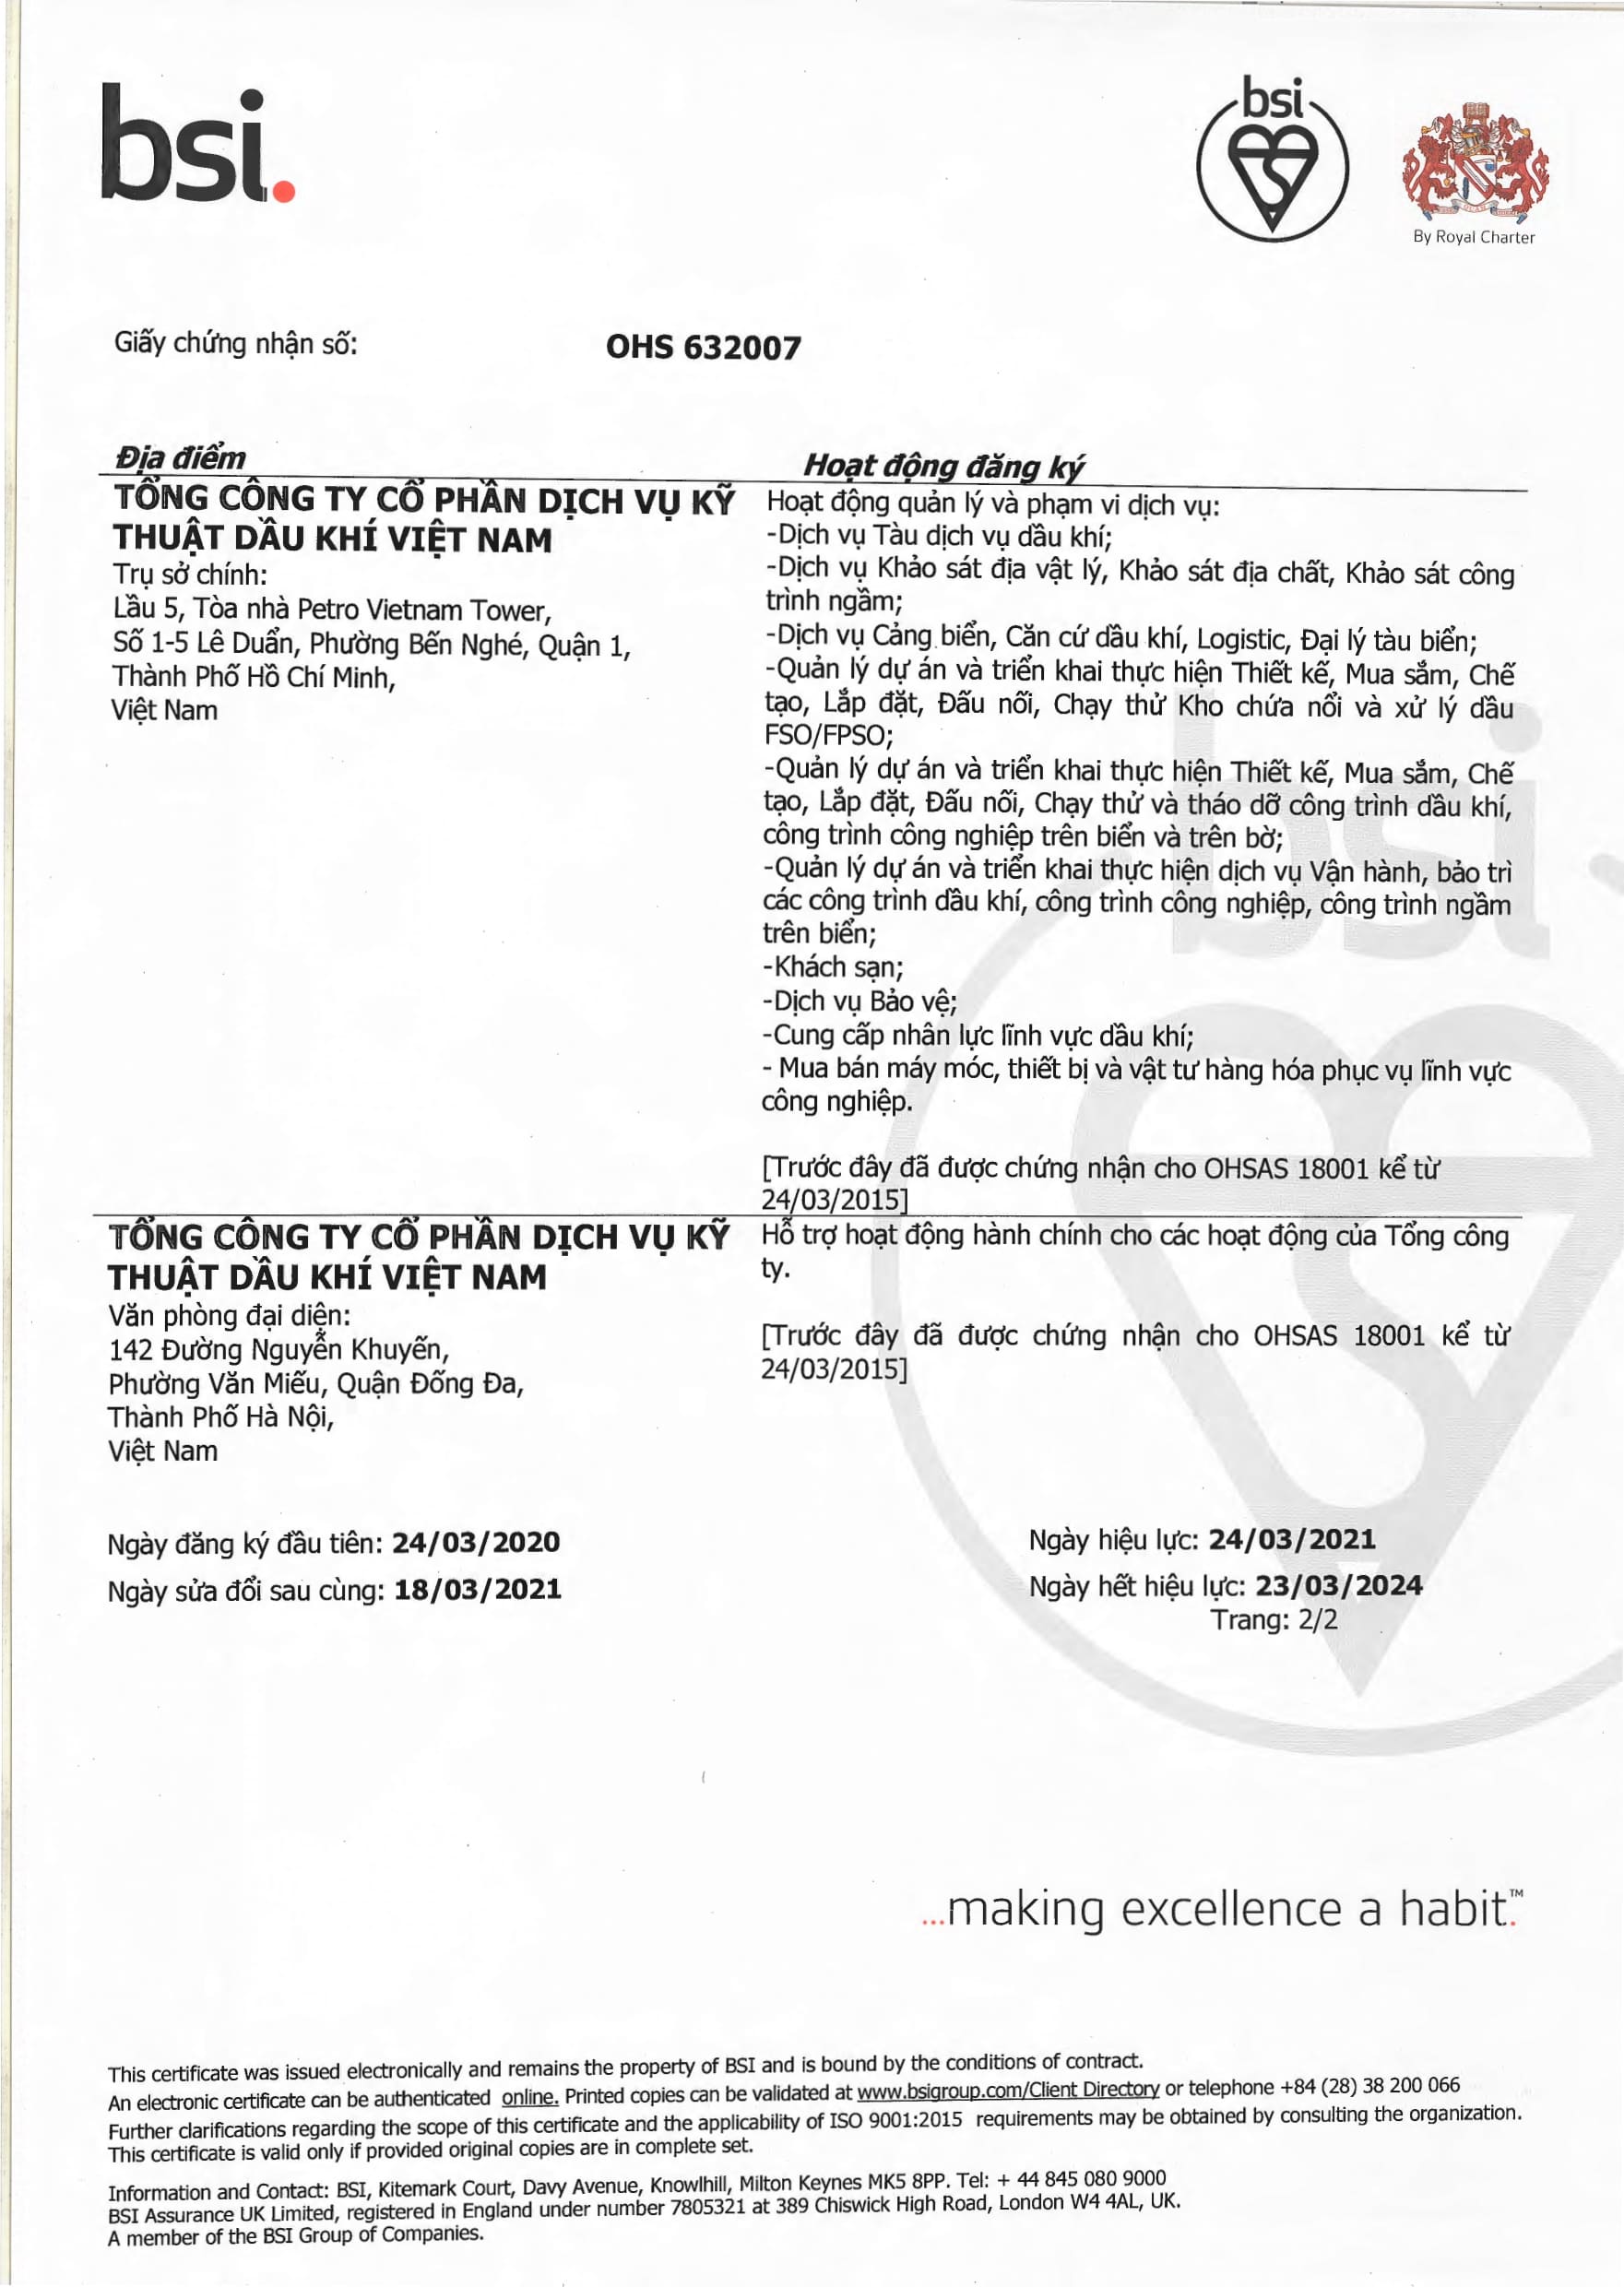 bsi.
bsi
By Royal Charter
Giấy chứng nhận số: OHS 632007
Địa điểm
Hoạt động đăng ký
TỔNG CÔNG TY CỔ PHẦN DỊCH VỤ KỸ
THUẬT DẦU KHÍ VIỆT NAM
Trụ sở chính:
Lầu 5, Tòa nhà Petro Vietnam Tower,
Số 1-5 Lê Duẩn, Phường Bến Nghé, Quận 1,
Thành Phố Hồ Chí Minh,
Việt Nam
Hoạt động quản lý và phạm vi dịch vụ:
-Dịch vụ Tàu dịch vụ dầu khí;
-Dịch vụ Khảo sát địa vật lý, Khảo sát địa chất, Khảo sát công
trình ngầm;
-Dịch vụ Cảng biển, Căn cứ dầu khí, Logistic, Đại lý tàu biển;
-Quản lý dự án và triển khai thực hiện Thiết kế, Mua sắm, Chế
tạo, Lắp đặt, Đấu nối, Chạy thử Kho chứa nổi và xử lý dầu
FSO/FPSO;
-Quản lý dự án và triển khai thực hiện Thiết kế, Mua sắm, Chế
tạo, Lắp đặt, Đấu nối, Chạy thử và tháo dỡ công trình dầu khí,
công trình công nghiệp trên biển và trên bờ;
-Quản lý dự án và triển khai thực hiện dịch vụ Vận hành, bảo trì
các công trình dầu khí, công trình công nghiệp, công trình ngầm
trên biển;
-Khách sạn;
-Dịch vụ Bảo vệ;
-Cung cấp nhân lực lĩnh vực dầu khí;
- Mua bán máy móc, thiết bị và vật tư hàng hóa phục vụ lĩnh vực
công nghiệp.
[Trước đây đã được chứng nhận cho OHSAS 18001 kể từ
24/03/2015]
TỔNG CÔNG TY CỔ PHẦN DỊCH VỤ KỸ
THUẬT DẦU KHÍ VIỆT NAM
Văn phòng đại diện:
142 Đường Nguyễn Khuyến,
Phường Văn Miếu, Quận Đống Đa,
Thành Phố Hà Nội,
Việt Nam
Hỗ trợ hoạt động hành chính cho các hoạt động của Tổng công
ty.
[Trước đây đã được chứng nhận cho OHSAS 18001 kể từ
24/03/2015]
Ngày đăng ký đầu tiên: 24/03/2020
Ngày hiệu lực: 24/03/2021
Ngày sửa đổi sau cùng: 18/03/2021
Ngày hết hiệu lực: 23/03/2024
Trang: 2/2
bsi
...making excellence a habit.™
This certificate was issued electronically and remains the property of BSI and is bound by the conditions of contract.
An electronic certificate can be authenticated online. Printed copies can be validated at www.bsigroup.com/Client Directory or telephone +84 (28) 38 200 066
Further clarifications regarding the scope of this certificate and the applicability of ISO 9001:2015 requirements may be obtained by consulting the organization.
This certificate is valid only if provided original copies are in complete set.
Information and Contact: BSI, Kitemark Court, Davy Avenue, Knowlhill, Milton Keynes MK5 8PP. Tel: + 44 845 080 9000
BSI Assurance UK Limited, registered in England under number 7805321 at 389 Chiswick High Road, London W4 4AL, UK.
A member of the BSI Group of Companies.